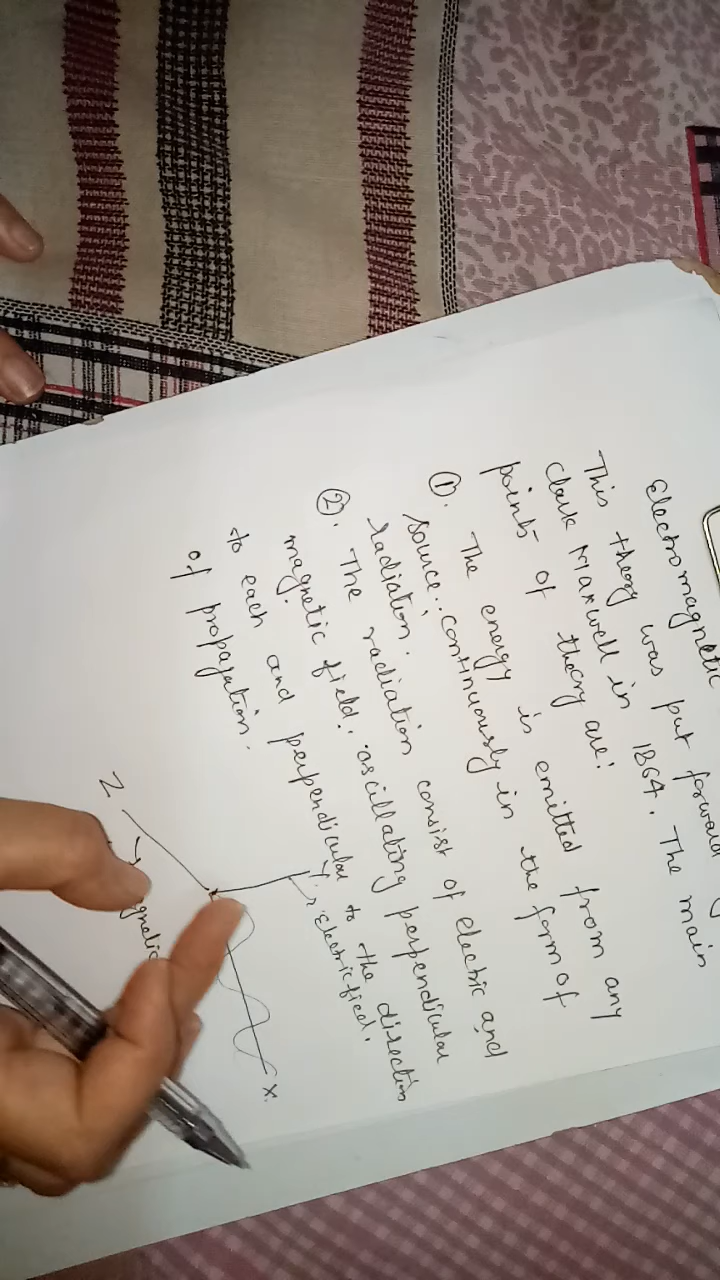 Electromagnetic
This theory was put forward
Clark Maxwell in 1864. The main
points of theory are:
①. The energy is emitted from any
source.. continuously in the form of
radiation.
②. The radiation consist of electric and
magnetic field. oscillating perpendicular
to each and perpendicular to the direction
of propagation.
Y
Electric field.
Z
X.